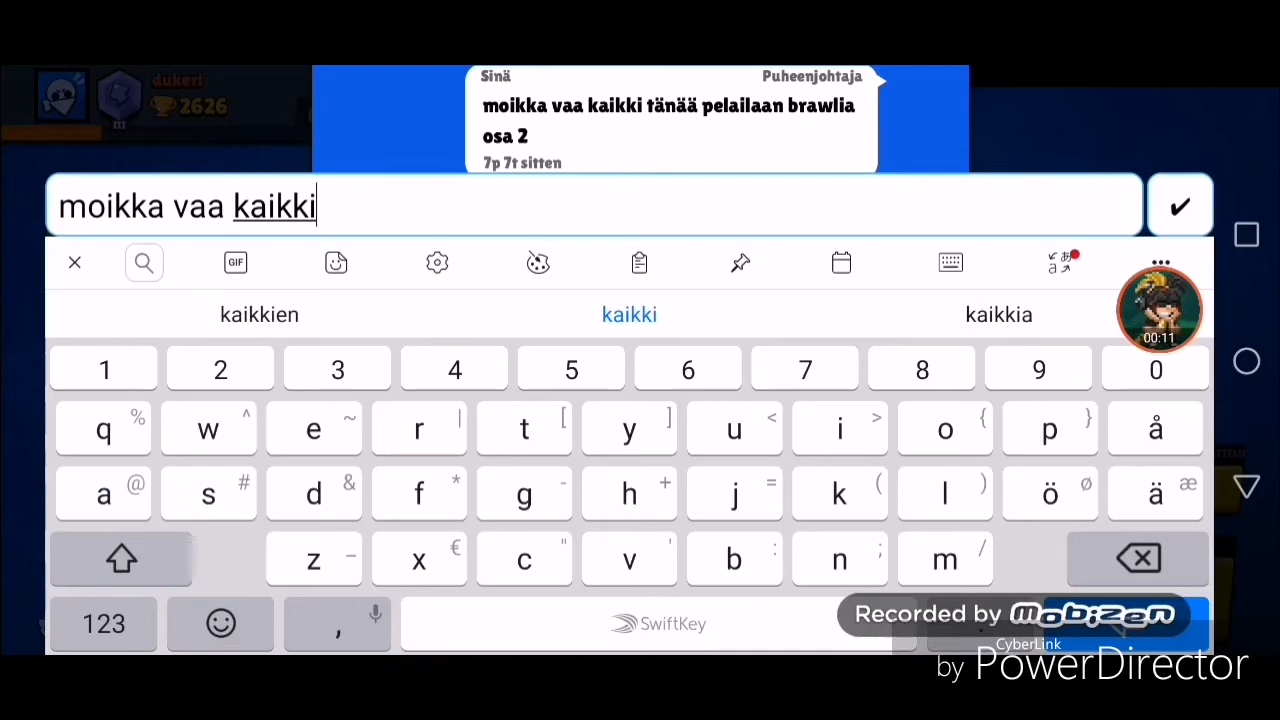 dukeri
2626
III
Sinä Puheenjohtaja
moikka vaa kaikki tänää pelailaan brawlia
osa 2
7p 7t sitten
moikka vaa kaikki ✔
GIF
kaikkien kaikki kaikkia
00:11
1 2 3 4 5 6 7 8 9 0
q % w ^ e ~ r | t [ y ] u < i > o { p } å
a @ s # d & f * g - h + j = k ( l ) ö ø ä æ
z _ x € c " v ' b : n ; m /
123 , SwiftKey
Recorded by mobizen
CyberLink
by PowerDirector